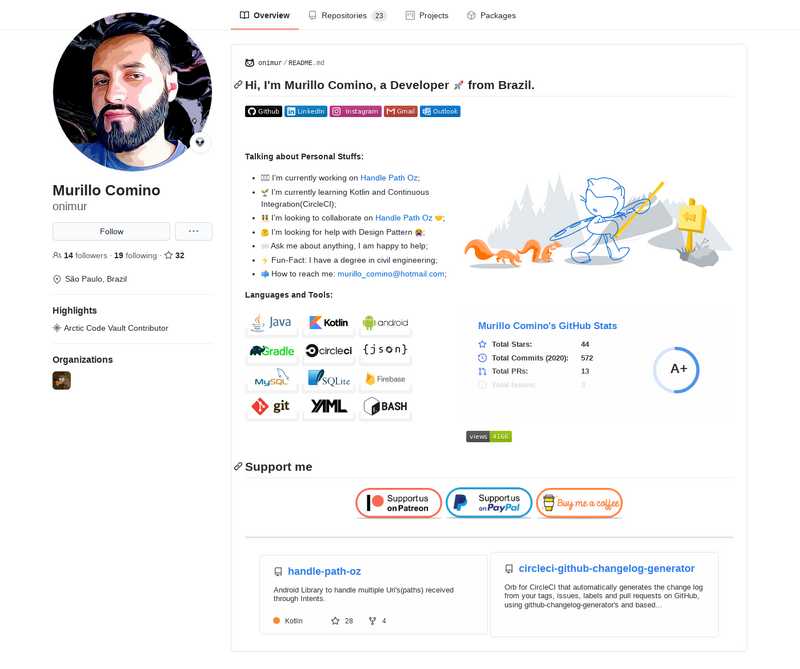 Overview
Repositories 23
Projects
Packages
Murillo Comino
onimur
Follow
14 followers · 19 following · 32
São Paulo, Brazil
Highlights
Arctic Code Vault Contributor
Organizations
onimur/README.md
Hi, I'm Murillo Comino, a Developer 🚀 from Brazil.
Github
LinkedIn
Instagram
Gmail
Outlook
Talking about Personal Stuffs:
I'm currently working on Handle Path Oz;
I'm currently learning Kotlin and Continuous
Integration(CircleCI);
I'm looking to collaborate on Handle Path Oz 🤝;
I'm looking for help with Design Pattern 😭;
Ask me about anything, I am happy to help;
Fun-Fact: I have a degree in civil engineering;
How to reach me: murillo_comino@hotmail.com;
Languages and Tools:
Java
Kotlin
android
Gradle
circleci
{json}
MySQL
SQLite
Firebase
git
YAML
BASH
Murillo Comino's GitHub Stats
Total Stars: 44
Total Commits (2020): 572
Total PRs: 13
Total Issues:
A+
views 4166
Support me
Support us
on Patreon
Support us
on PayPal
Buy me a coffee
handle-path-oz
Android Library to handle multiple Uri's(paths) received
through Intents.
Kotlin 28 4
circleci-github-changelog-generator
Orb for CircleCI that automatically generates the change log
from your tags, issues, labels and pull requests on GitHub,
using github-changelog-generator's and based...